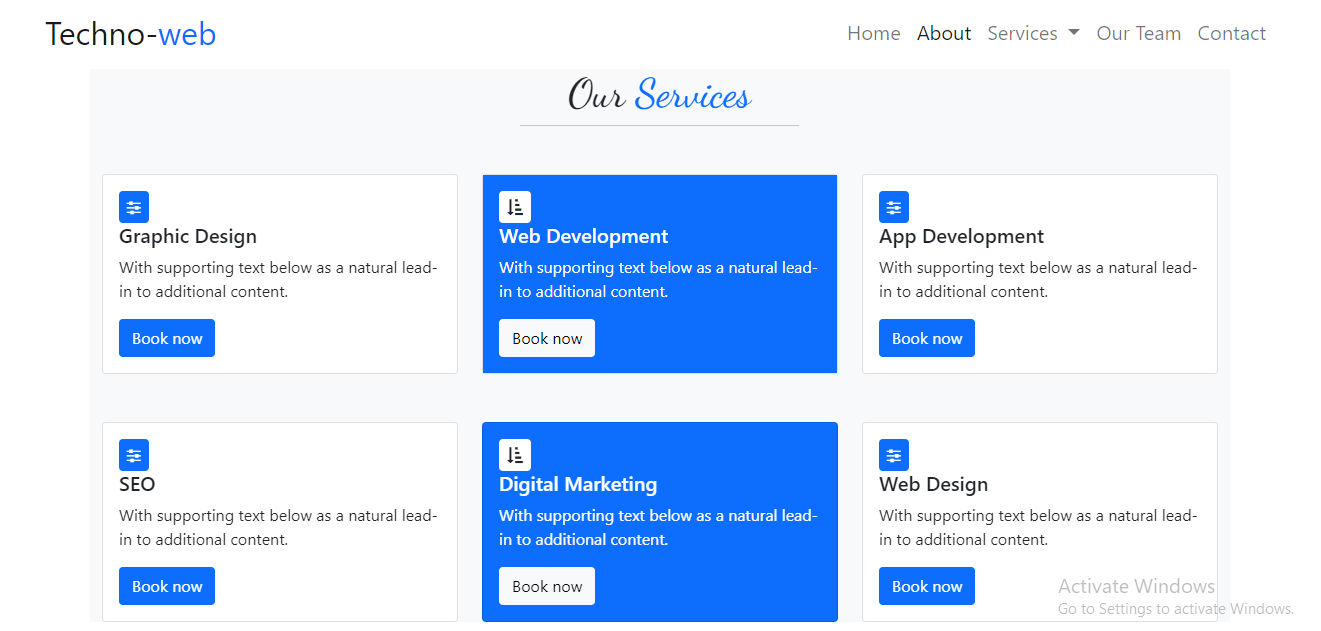 Techno-web
Home About Services Our Team Contact
Our Services
Graphic Design
With supporting text below as a natural lead-
in to additional content.
Book now
Web Development
With supporting text below as a natural lead-
in to additional content.
Book now
App Development
With supporting text below as a natural lead-
in to additional content.
Book now
SEO
With supporting text below as a natural lead-
in to additional content.
Book now
Digital Marketing
With supporting text below as a natural lead-
in to additional content.
Book now
Web Design
With supporting text below as a natural lead-
in to additional content.
Book now
Activate Windows
Go to Settings to activate Windows.